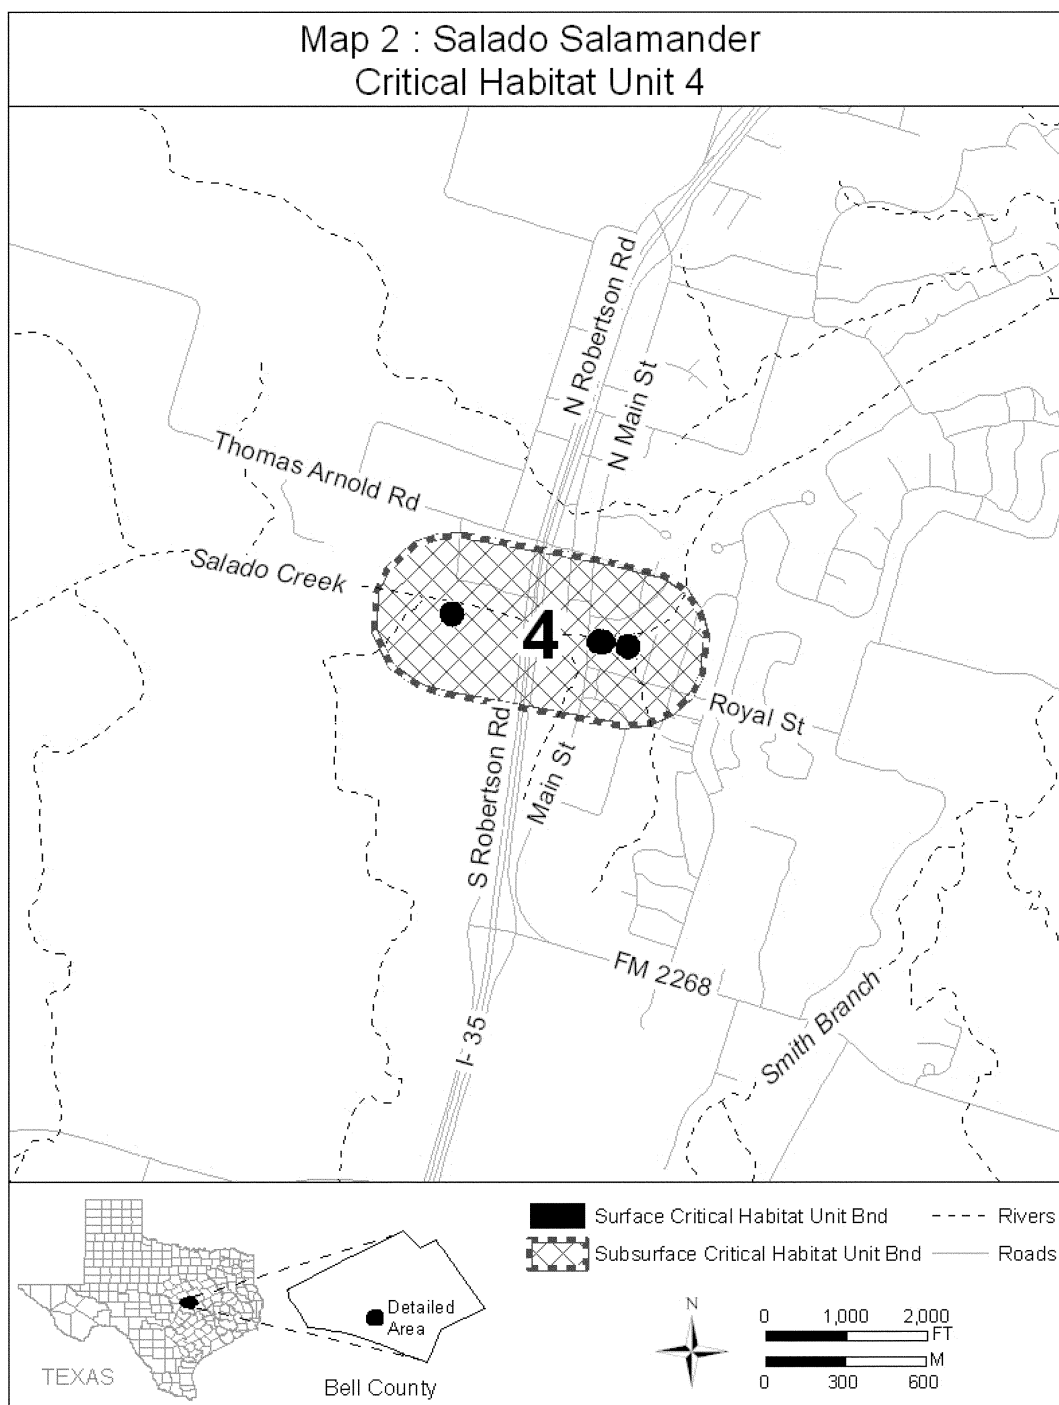 Map 2 : Salado Salamander
Critical Habitat Unit 4
N Robertson Rd
N Main St
Thomas Arnold Rd
Salado Creek
4
Royal St
S Robertson Rd
Main St
FM 2268
Smith Branch
I- 35
Surface Critical Habitat Unit Bnd
Rivers
Subsurface Critical Habitat Unit Bnd
Roads
Detailed
Area
TEXAS
Bell County
N
0 1,000 2,000
FT
M
0 300 600